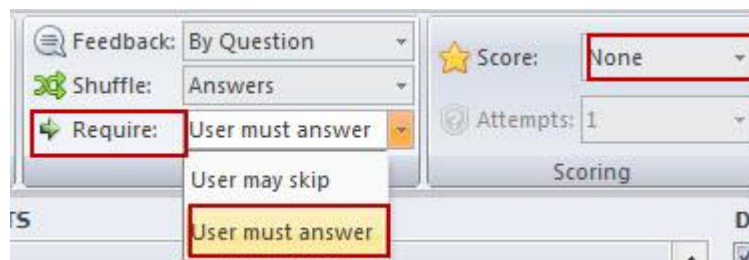 Feedback: By Question
Shuffle: Answers
Require: User must answer
User may skip
User must answer
Score: None
Attempts: 1
Scoring
TS
D